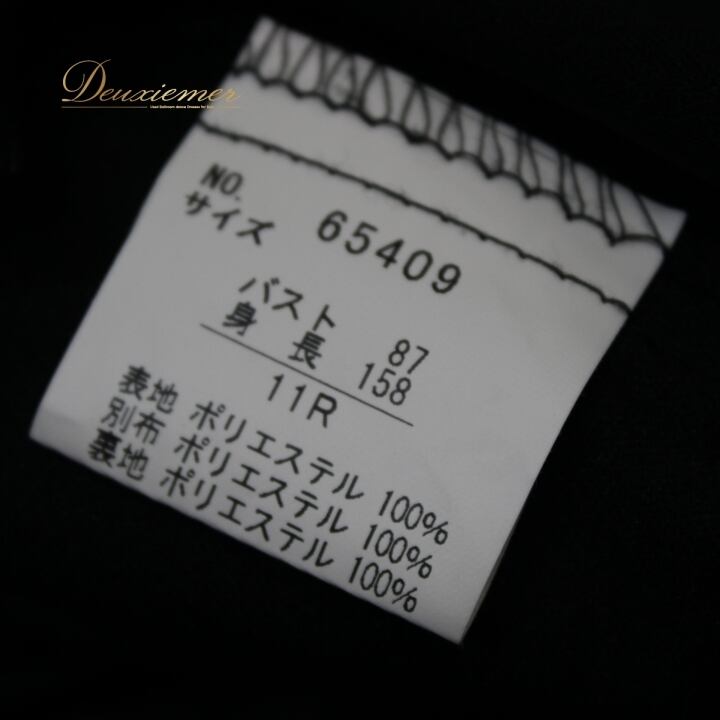 Deuxiemer
NO. 65409
サイズ
バスト 87
身長 158
11R
表地 ポリエステル 100%
別布 ポリエステル 100%
裏地 ポリエステル 100%